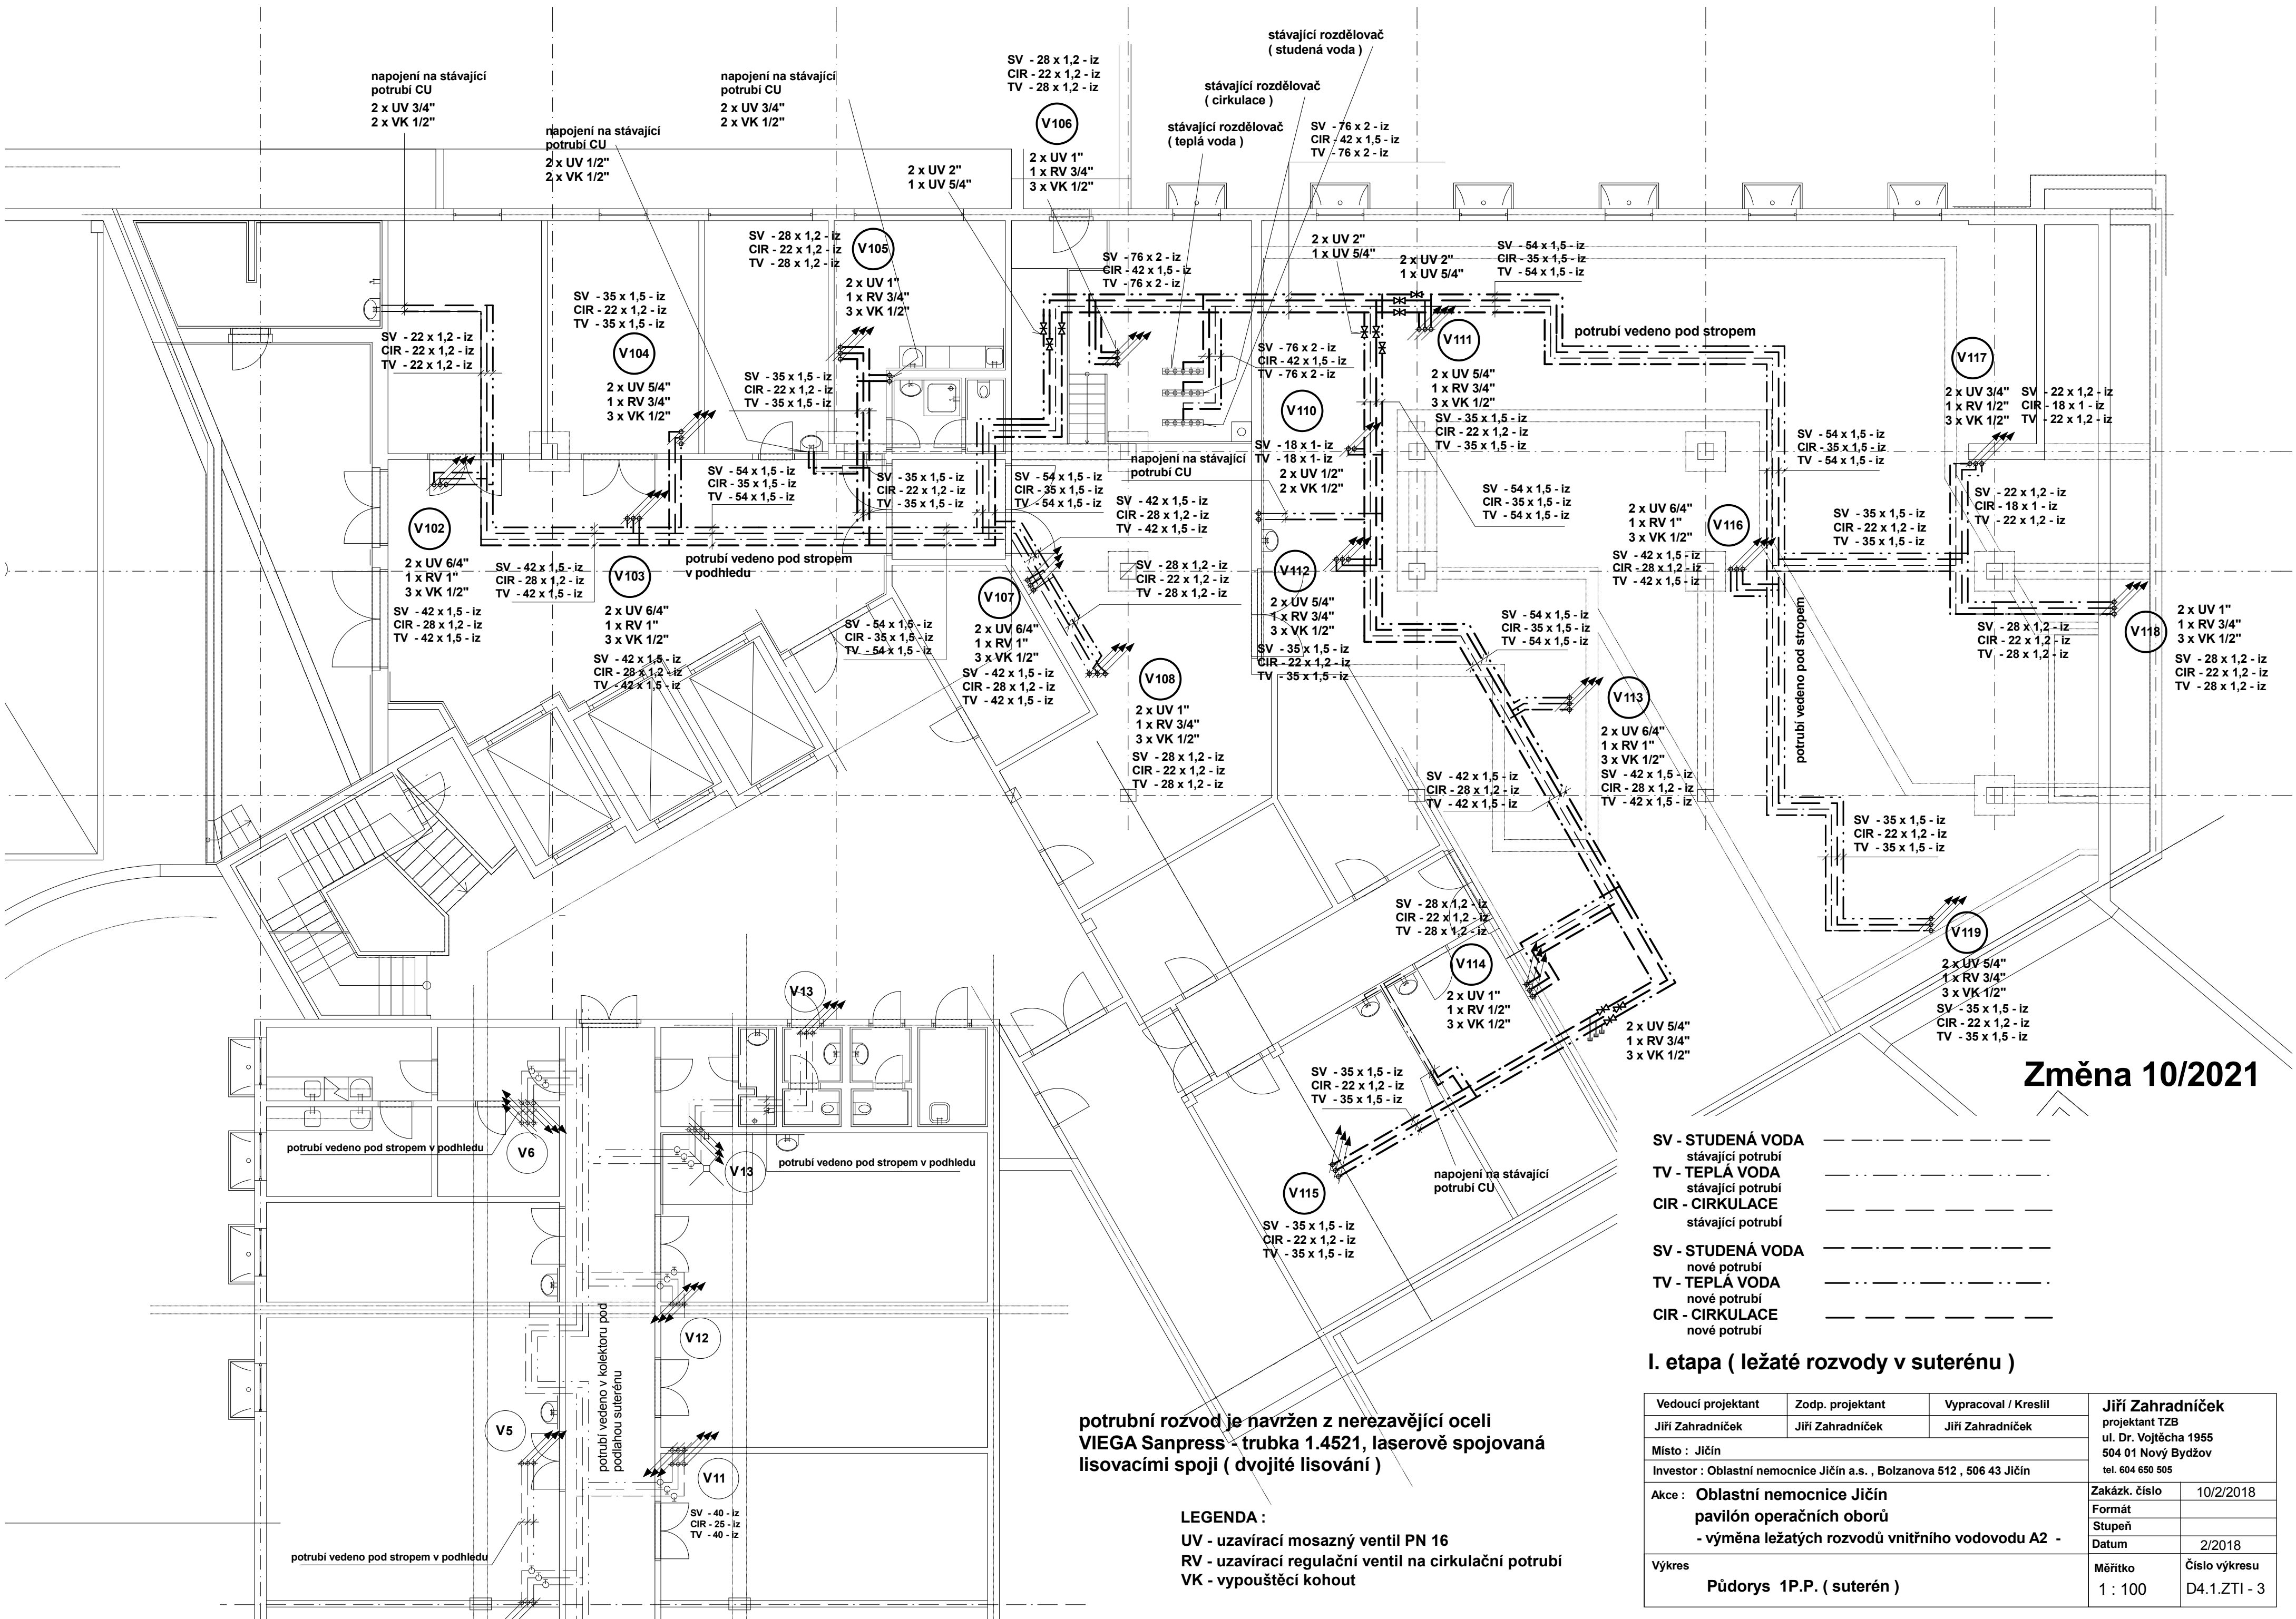 stávající rozdělovač
( studená voda )
SV - 28 x 1,2 - iz
CIR - 22 x 1,2 - iz
TV - 28 x 1,2 - iz
napojení na stávající
potrubí CU
2 x UV 3/4"
2 x VK 1/2"
napojení na stávající
potrubí CU
2 x UV 3/4"
2 x VK 1/2"
stávající rozdělovač
( cirkulace )
V106
stávající rozdělovač
( teplá voda )
SV - 76 x 2 - iz
CIR - 42 x 1,5 - iz
TV - 76 x 2 - iz
napojení na stávající
potrubí CU
2 x UV 1/2"
2 x VK 1/2"
2 x UV 2"
1 x UV 5/4"
2 x UV 1"
1 x RV 3/4"
3 x VK 1/2"
SV - 28 x 1,2 - iz
CIR - 22 x 1,2 - iz
TV - 28 x 1,2 - iz
V105
2 x UV 1"
1 x RV 3/4"
3 x VK 1/2"
SV - 76 x 2 - iz
CIR - 42 x 1,5 - iz
TV - 76 x 2 - iz
2 x UV 2"
1 x UV 5/4"
2 x UV 2"
1 x UV 5/4"
SV - 54 x 1,5 - iz
CIR - 35 x 1,5 - iz
TV - 54 x 1,5 - iz
SV - 35 x 1,5 - iz
CIR - 22 x 1,2 - iz
TV - 35 x 1,5 - iz
V104
2 x UV 5/4"
1 x RV 3/4"
3 x VK 1/2"
SV - 22 x 1,2 - iz
CIR - 22 x 1,2 - iz
TV - 22 x 1,2 - iz
SV - 35 x 1,5 - iz
CIR - 22 x 1,2 - iz
TV - 35 x 1,5 - iz
SV - 76 x 2 - iz
CIR - 42 x 1,5 - iz
TV - 76 x 2 - iz
V111
2 x UV 5/4"
1 x RV 3/4"
3 x VK 1/2"
SV - 35 x 1,5 - iz
CIR - 22 x 1,2 - iz
TV - 35 x 1,5 - iz
potrubí vedeno pod stropem
V117
2 x UV 3/4"
1 x RV 1/2"
3 x VK 1/2"
SV - 22 x 1,2 - iz
CIR - 18 x 1 - iz
TV - 22 x 1,2 - iz
V110
SV - 18 x 1- iz
TV - 18 x 1- iz
2 x UV 1/2"
2 x VK 1/2"
napojení na stávající
potrubí CU
SV - 54 x 1,5 - iz
CIR - 35 x 1,5 - iz
TV - 54 x 1,5 - iz
SV - 54 x 1,5 - iz
CIR - 35 x 1,5 - iz
TV - 54 x 1,5 - iz
SV - 35 x 1,5 - iz
CIR - 22 x 1,2 - iz
TV - 35 x 1,5 - iz
SV - 54 x 1,5 - iz
CIR - 35 x 1,5 - iz
TV - 54 x 1,5 - iz
SV - 42 x 1,5 - iz
CIR - 28 x 1,2 - iz
TV - 42 x 1,5 - iz
SV - 54 x 1,5 - iz
CIR - 35 x 1,5 - iz
TV - 54 x 1,5 - iz
2 x UV 6/4"
1 x RV 1"
3 x VK 1/2"
V116
SV - 42 x 1,5 - iz
CIR - 28 x 1,2 - iz
TV - 42 x 1,5 - iz
SV - 35 x 1,5 - iz
CIR - 22 x 1,2 - iz
TV - 35 x 1,5 - iz
SV - 22 x 1,2 - iz
CIR - 18 x 1 - iz
TV - 22 x 1,2 - iz
V102
2 x UV 6/4"
1 x RV 1"
3 x VK 1/2"
SV - 42 x 1,5 - iz
CIR - 28 x 1,2 - iz
TV - 42 x 1,5 - iz
SV - 42 x 1,5 - iz
CIR - 28 x 1,2 - iz
TV - 42 x 1,5 - iz
V103
2 x UV 6/4"
1 x RV 1"
3 x VK 1/2"
SV - 42 x 1,5 - iz
CIR - 28 x 1,2 - iz
TV - 42 x 1,5 - iz
potrubí vedeno pod stropem
v podhledu
SV - 54 x 1,5 - iz
CIR - 35 x 1,5 - iz
TV - 54 x 1,5 - iz
V107
2 x UV 6/4"
1 x RV 1"
3 x VK 1/2"
SV - 42 x 1,5 - iz
CIR - 28 x 1,2 - iz
TV - 42 x 1,5 - iz
SV - 28 x 1,2 - iz
CIR - 22 x 1,2 - iz
TV - 28 x 1,2 - iz
V108
2 x UV 1"
1 x RV 3/4"
3 x VK 1/2"
SV - 28 x 1,2 - iz
CIR - 22 x 1,2 - iz
TV - 28 x 1,2 - iz
V112
2 x UV 5/4"
1 x RV 3/4"
3 x VK 1/2"
SV - 35 x 1,5 - iz
CIR - 22 x 1,2 - iz
TV - 35 x 1,5 - iz
SV - 54 x 1,5 - iz
CIR - 35 x 1,5 - iz
TV - 54 x 1,5 - iz
V113
2 x UV 6/4"
1 x RV 1"
3 x VK 1/2"
SV - 42 x 1,5 - iz
CIR - 28 x 1,2 - iz
TV - 42 x 1,5 - iz
SV - 42 x 1,5 - iz
CIR - 28 x 1,2 - iz
TV - 42 x 1,5 - iz
potrubí vedeno pod stropem
SV - 28 x 1,2 - iz
CIR - 22 x 1,2 - iz
TV - 28 x 1,2 - iz
V118
2 x UV 1"
1 x RV 3/4"
3 x VK 1/2"
SV - 28 x 1,2 - iz
CIR - 22 x 1,2 - iz
TV - 28 x 1,2 - iz
SV - 35 x 1,5 - iz
CIR - 22 x 1,2 - iz
TV - 35 x 1,5 - iz
V119
2 x UV 5/4"
1 x RV 3/4"
3 x VK 1/2"
SV - 35 x 1,5 - iz
CIR - 22 x 1,2 - iz
TV - 35 x 1,5 - iz
SV - 28 x 1,2 - iz
CIR - 22 x 1,2 - iz
TV - 28 x 1,2 - iz
V114
2 x UV 1"
1 x RV 1/2"
3 x VK 1/2"
2 x UV 5/4"
1 x RV 3/4"
3 x VK 1/2"
SV - 35 x 1,5 - iz
CIR - 22 x 1,2 - iz
TV - 35 x 1,5 - iz
napojení na stávající
potrubí CU
V115
SV - 35 x 1,5 - iz
CIR - 22 x 1,2 - iz
TV - 35 x 1,5 - iz
V13
potrubí vedeno pod stropem v podhledu
V6
V13
potrubí vedeno pod stropem v podhledu
V12
potrubí vedeno v kolektoru pod
podlahou suterénu
V5
V11
SV - 40 - iz
CIR - 25 - iz
TV - 40 - iz
potrubí vedeno pod stropem v podhledu
Změna 10/2021
SV - STUDENÁ VODA
stávající potrubí
TV - TEPLÁ VODA
stávající potrubí
CIR - CIRKULACE
stávající potrubí
SV - STUDENÁ VODA
nové potrubí
TV - TEPLÁ VODA
nové potrubí
CIR - CIRKULACE
nové potrubí
I. etapa ( ležaté rozvody v suterénu )
potrubní rozvod je navržen z nerezavějící oceli
VIEGA Sanpress - trubka 1.4521, laserově spojovaná
lisovacími spoji ( dvojité lisování )
LEGENDA :
UV - uzavírací mosazný ventil PN 16
RV - uzavírací regulační ventil na cirkulační potrubí
VK - vypouštěcí kohout
Vedoucí projektant Zodp. projektant Vypracoval / Kreslil
Jiří Zahradníček Jiří Zahradníček Jiří Zahradníček
Jiří Zahradníček
projektant TZB
ul. Dr. Vojtěcha 1955
504 01 Nový Bydžov
tel. 604 650 505
Místo : Jičín
Investor : Oblastní nemocnice Jičín a.s. , Bolzanova 512 , 506 43 Jičín
Akce : Oblastní nemocnice Jičín
pavilón operačních oborů
- výměna ležatých rozvodů vnitřního vodovodu A2 -
Zakázk. číslo 10/2/2018
Formát
Stupeň
Datum 2/2018
Výkres
Půdorys 1P.P. ( suterén )
Měřítko
1 : 100
Číslo výkresu
D4.1.ZTI - 3